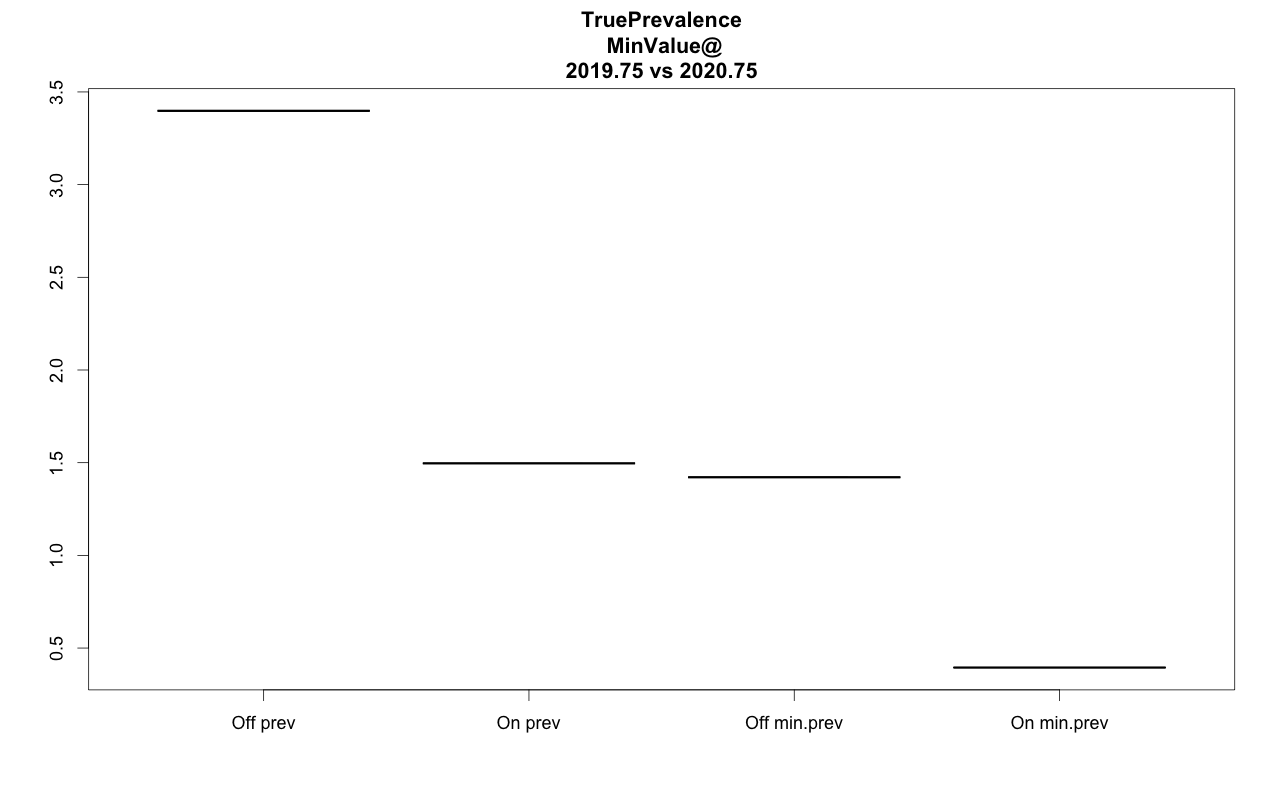 TruePrevalence
MinValue@
2019.75 vs 2020.75
3.5
3.0
2.5
2.0
1.5
1.0
0.5
Off prev
On prev
Off min.prev
On min.prev